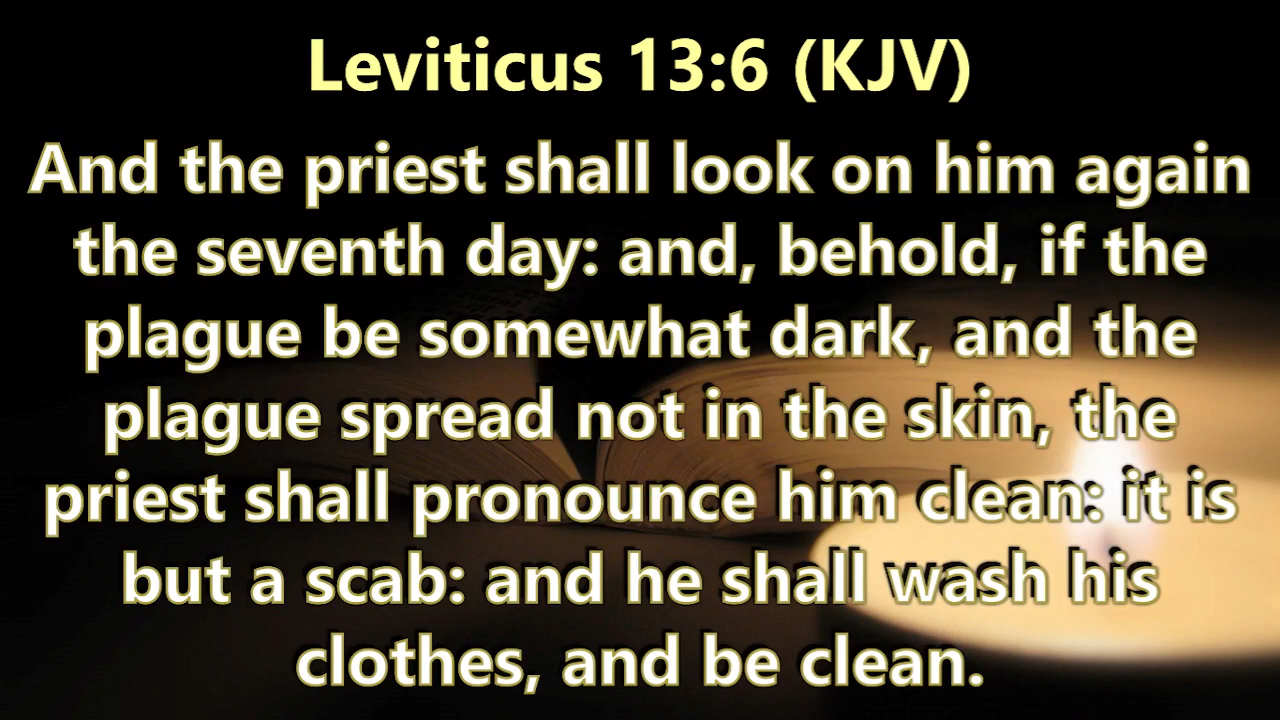 Leviticus 13:6 (KJV)
And the priest shall look on him again
the seventh day: and, behold, if the
plague be somewhat dark, and the
plague spread not in the skin, the
priest shall pronounce him clean: it is
but a scab: and he shall wash his
clothes, and be clean.